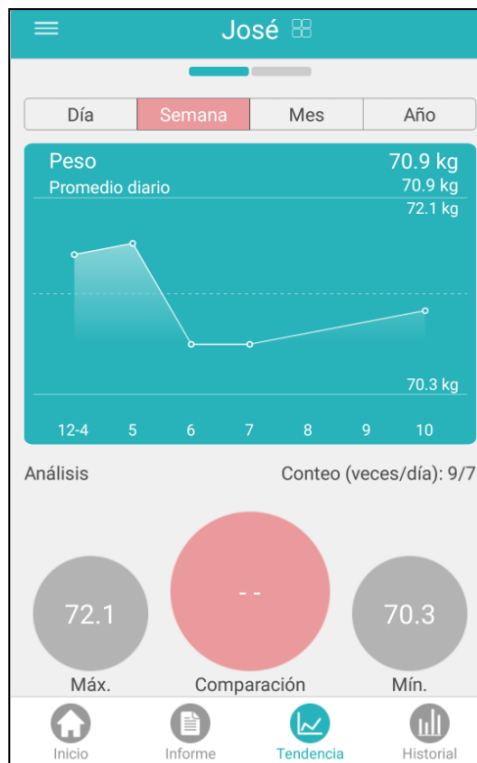 José
Día Semana Mes Año
Peso 70.9 kg
Promedio diario 70.9 kg
72.1 kg
70.3 kg
12-4 5 6 7 8 9 10
Análisis Conteo (veces/día): 9/7
72.1 - - 70.3
Máx. Comparación Mín.
Inicio Informe Tendencia Historial